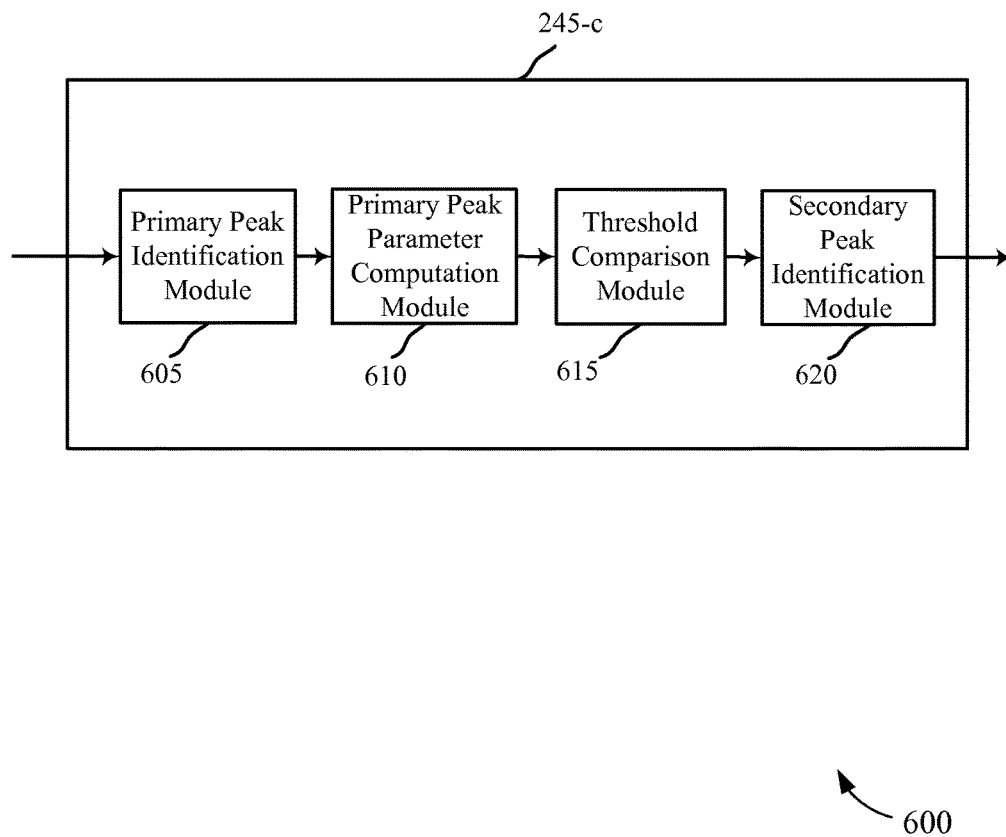 245-c
Primary Peak
Identification
Module
Primary Peak
Parameter
Computation
Module
Threshold
Comparison
Module
Secondary
Peak
Identification
Module
605
610
615
620
600